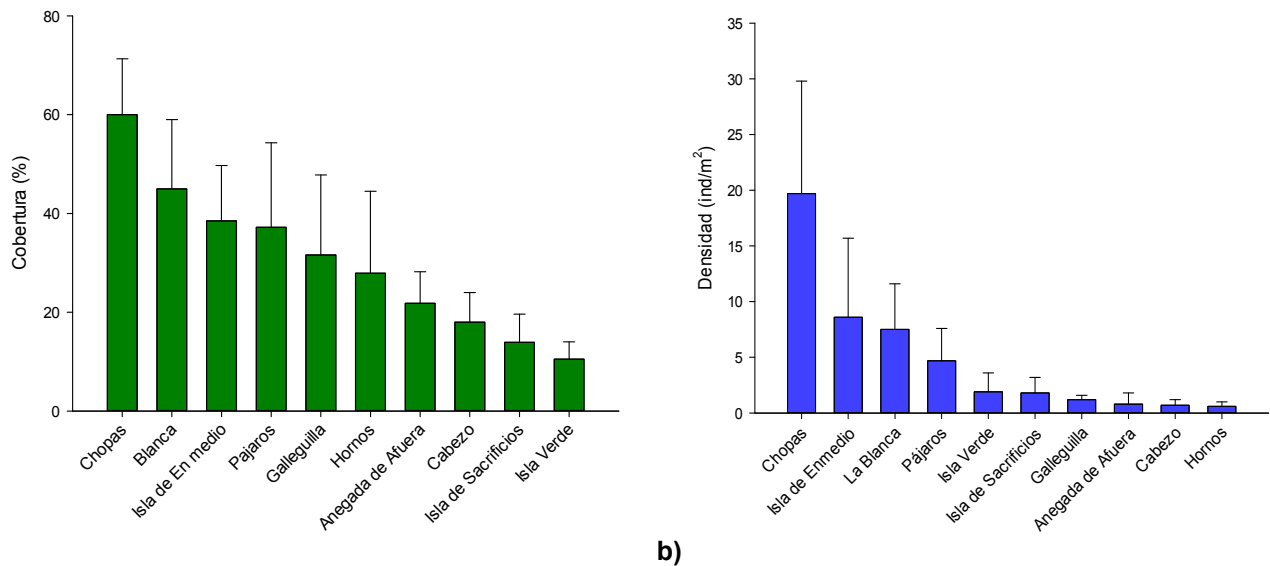 Cobertura (%)
80
60
40
20
0
Chopas
Blanca
Isla de En medio
Pajaros
Galleguilla
Hornos
Anegada de Afuera
Cabezo
Isla de Sacrificios
Isla Verde
Densidad (ind/m²)
35
30
25
20
15
10
5
0
Chopas
Isla de Enmedio
La Blanca
Pájaros
Isla Verde
Isla de Sacrificios
Galleguilla
Anegada de Afuera
Cabezo
Hornos
b)